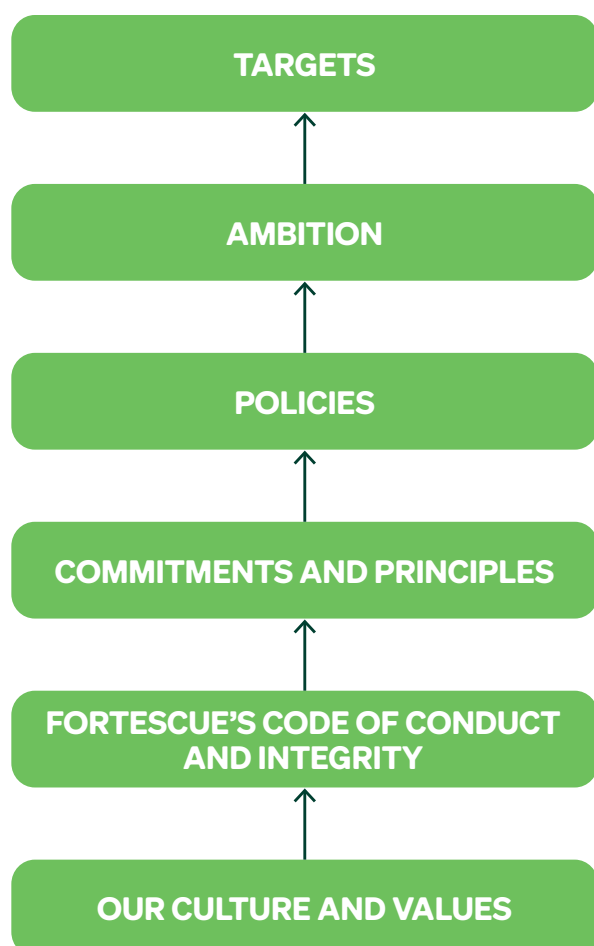 TARGETS
AMBITION
POLICIES
COMMITMENTS AND PRINCIPLES
FORTESCUE’S CODE OF CONDUCT
AND INTEGRITY
OUR CULTURE AND VALUES